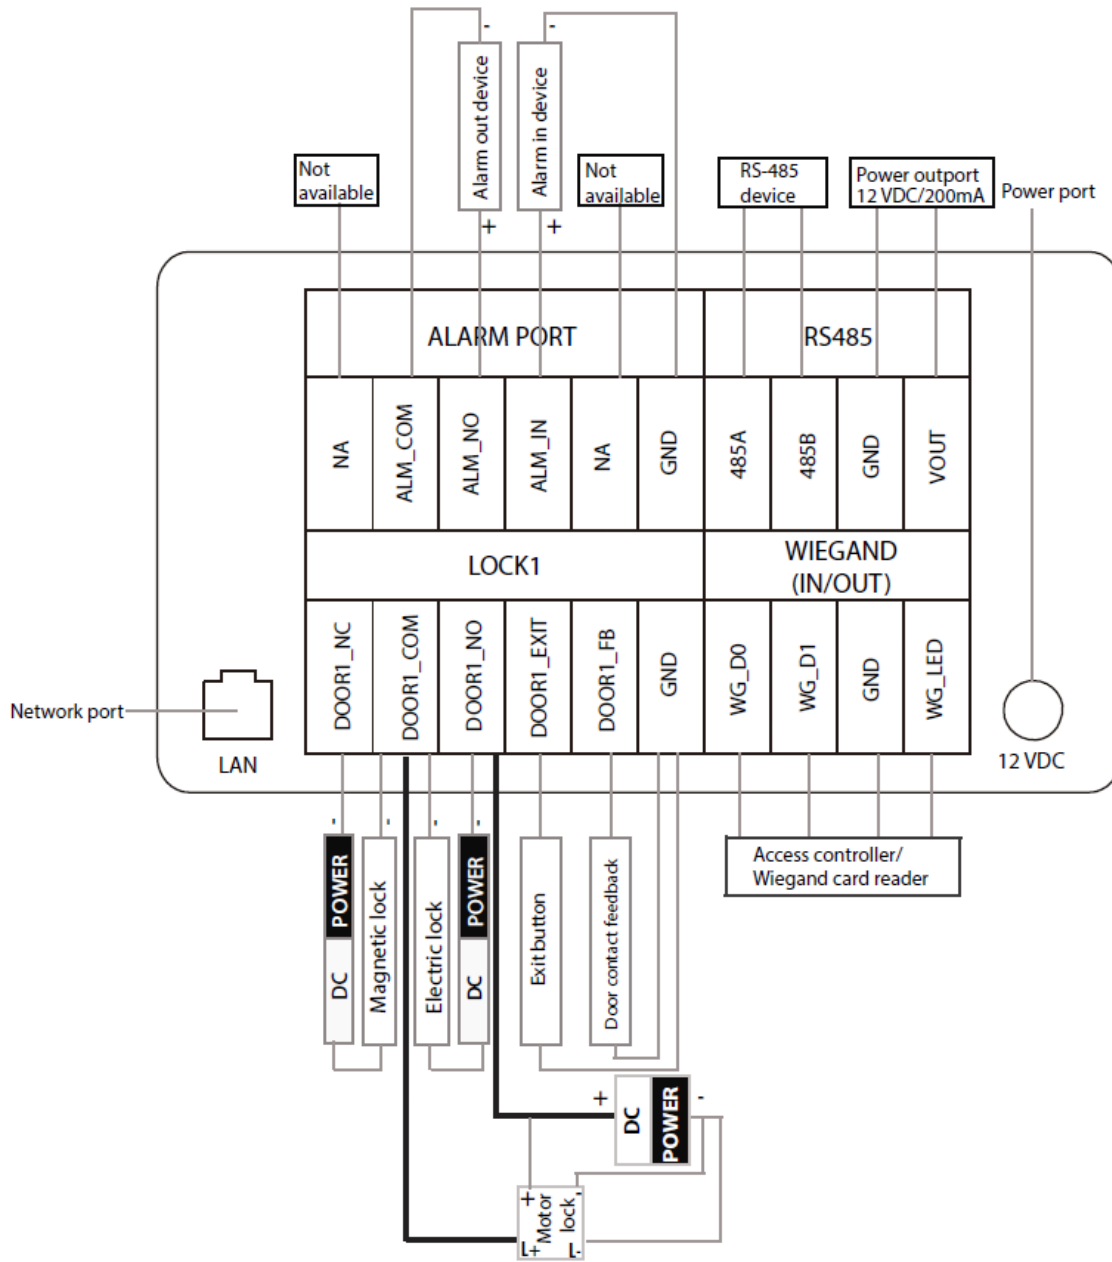 -
-
Alarm out device
Alarm in device
+
+
Not
available
Not
available
RS-485
device
Power outport
12 VDC/200mA
Power port
ALARM PORT
RS485
NA
ALM_COM
ALM_NO
ALM_IN
NA
GND
485A
485B
GND
VOUT
LOCK1
WIEGAND
(IN/OUT)
DOOR1_NC
DOOR1_COM
DOOR1_NO
DOOR1_EXIT
DOOR1_FB
GND
WG_D0
WG_D1
GND
WG_LED
Network port
LAN
12 VDC
-
-
-
-
DC POWER
Magnetic lock
Electric lock
DC POWER
Exit button
Door contact feedback
Access controller/
Wiegand card reader
+
DC
POWER
-
+
-
Motor
lock
L+
L-